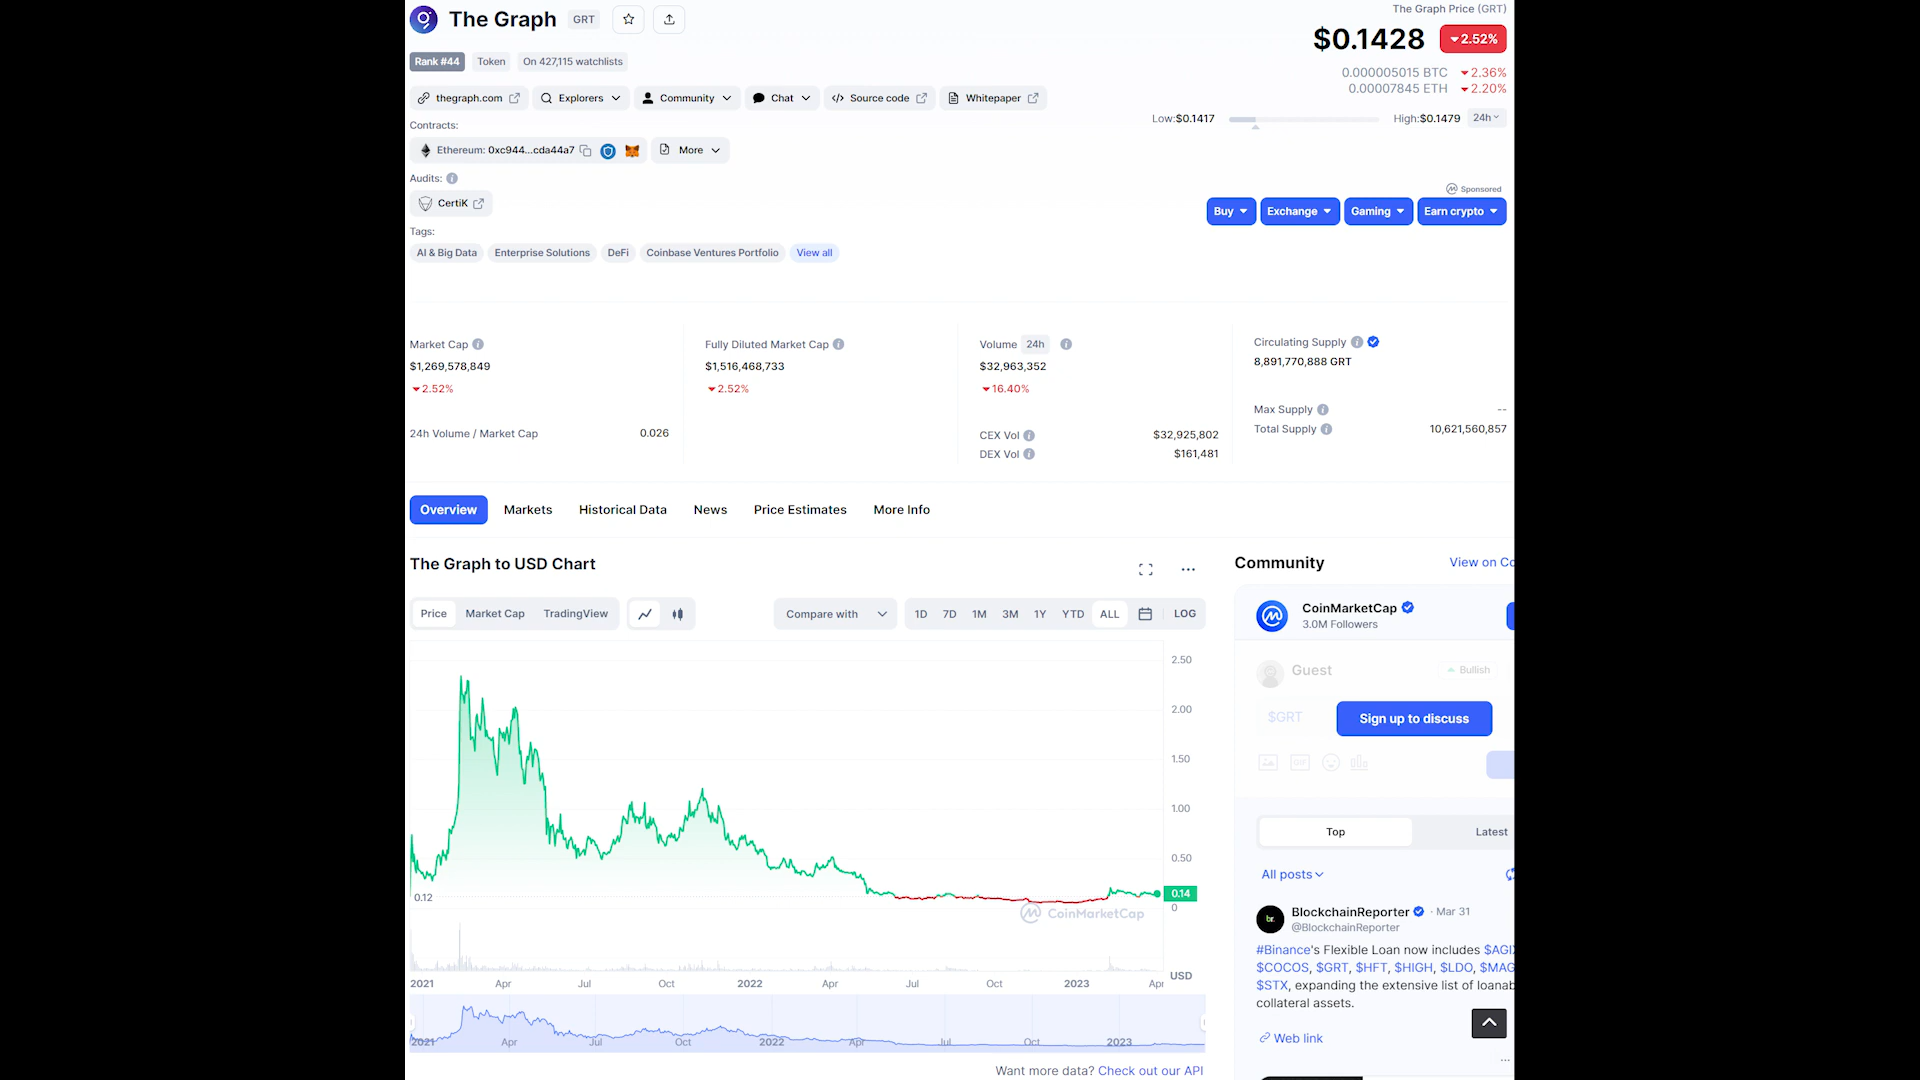 The Graph GRT
The Graph Price (GRT)
$0.1428 2.52%
Rank #44 Token On 427,115 watchlists
0.000005015 BTC 2.36%
0.00007845 ETH 2.20%
thegraph.com Explorers Community Chat Source code Whitepaper
Low:$0.1417 High:$0.1479 24h
Contracts:
Ethereum: 0xc944...cda44a7 More
Audits:
Sponsored
CertiK
Buy Exchange Gaming Earn crypto
Tags:
AI & Big Data Enterprise Solutions DeFi Coinbase Ventures Portfolio View all
Market Cap
$1,269,578,849
2.52%
24h Volume / Market Cap 0.026
Fully Diluted Market Cap
$1,516,468,733
2.52%
Volume 24h
$32,963,352
16.40%
CEX Vol $32,925,802
DEX Vol $161,481
Circulating Supply
8,891,770,888 GRT
Max Supply --
Total Supply 10,621,560,857
Overview Markets Historical Data News Price Estimates More Info
The Graph to USD Chart
Price Market Cap TradingView
Compare with 1D 7D 1M 3M 1Y YTD ALL LOG
2.50
2.00
1.50
1.00
0.50
0.14
0
0.12
CoinMarketCap
USD
2021 Apr Jul Oct 2022 Apr Jul Oct 2023 Apr
2021 Apr Jul Oct 2022 Apr Jul Oct 2023
Want more data? Check out our API
Community View on Co
CoinMarketCap
3.0M Followers
Guest Bullish
$GRT Sign up to discuss
GIF
Top Latest
All posts
br.
BlockchainReporter · Mar 31
@BlockchainReporter
#Binance's Flexible Loan now includes $AGIX
$COCOS, $GRT, $HFT, $HIGH, $LDO, $MAG
$STX, expanding the extensive list of loanab
collateral assets.
Web link
...